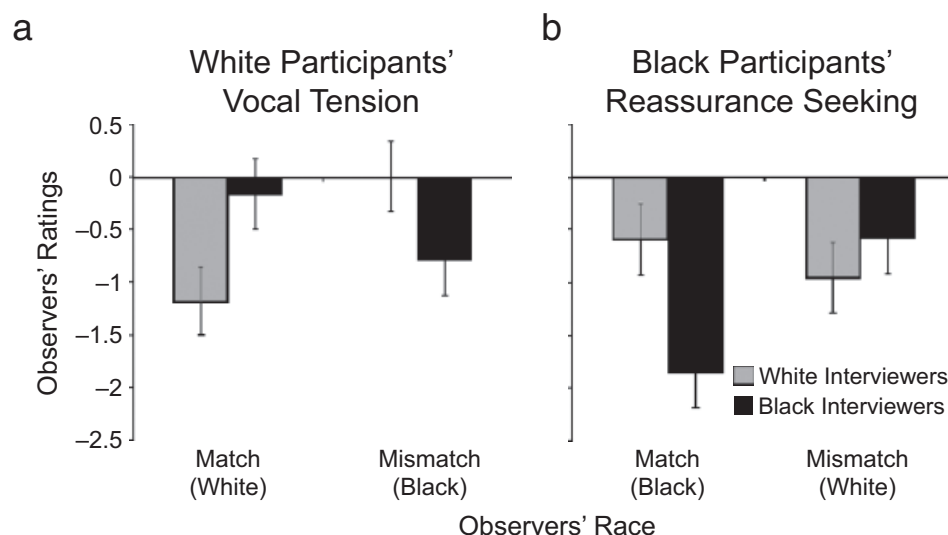 a
White Participants'
Vocal Tension
b
Black Participants'
Reassurance Seeking
Observers' Ratings
0.5
0
–0.5
–1
–1.5
–2
–2.5
White Interviewers
Black Interviewers
Match
(White)
Mismatch
(Black)
Match
(Black)
Mismatch
(White)
Observers' Race